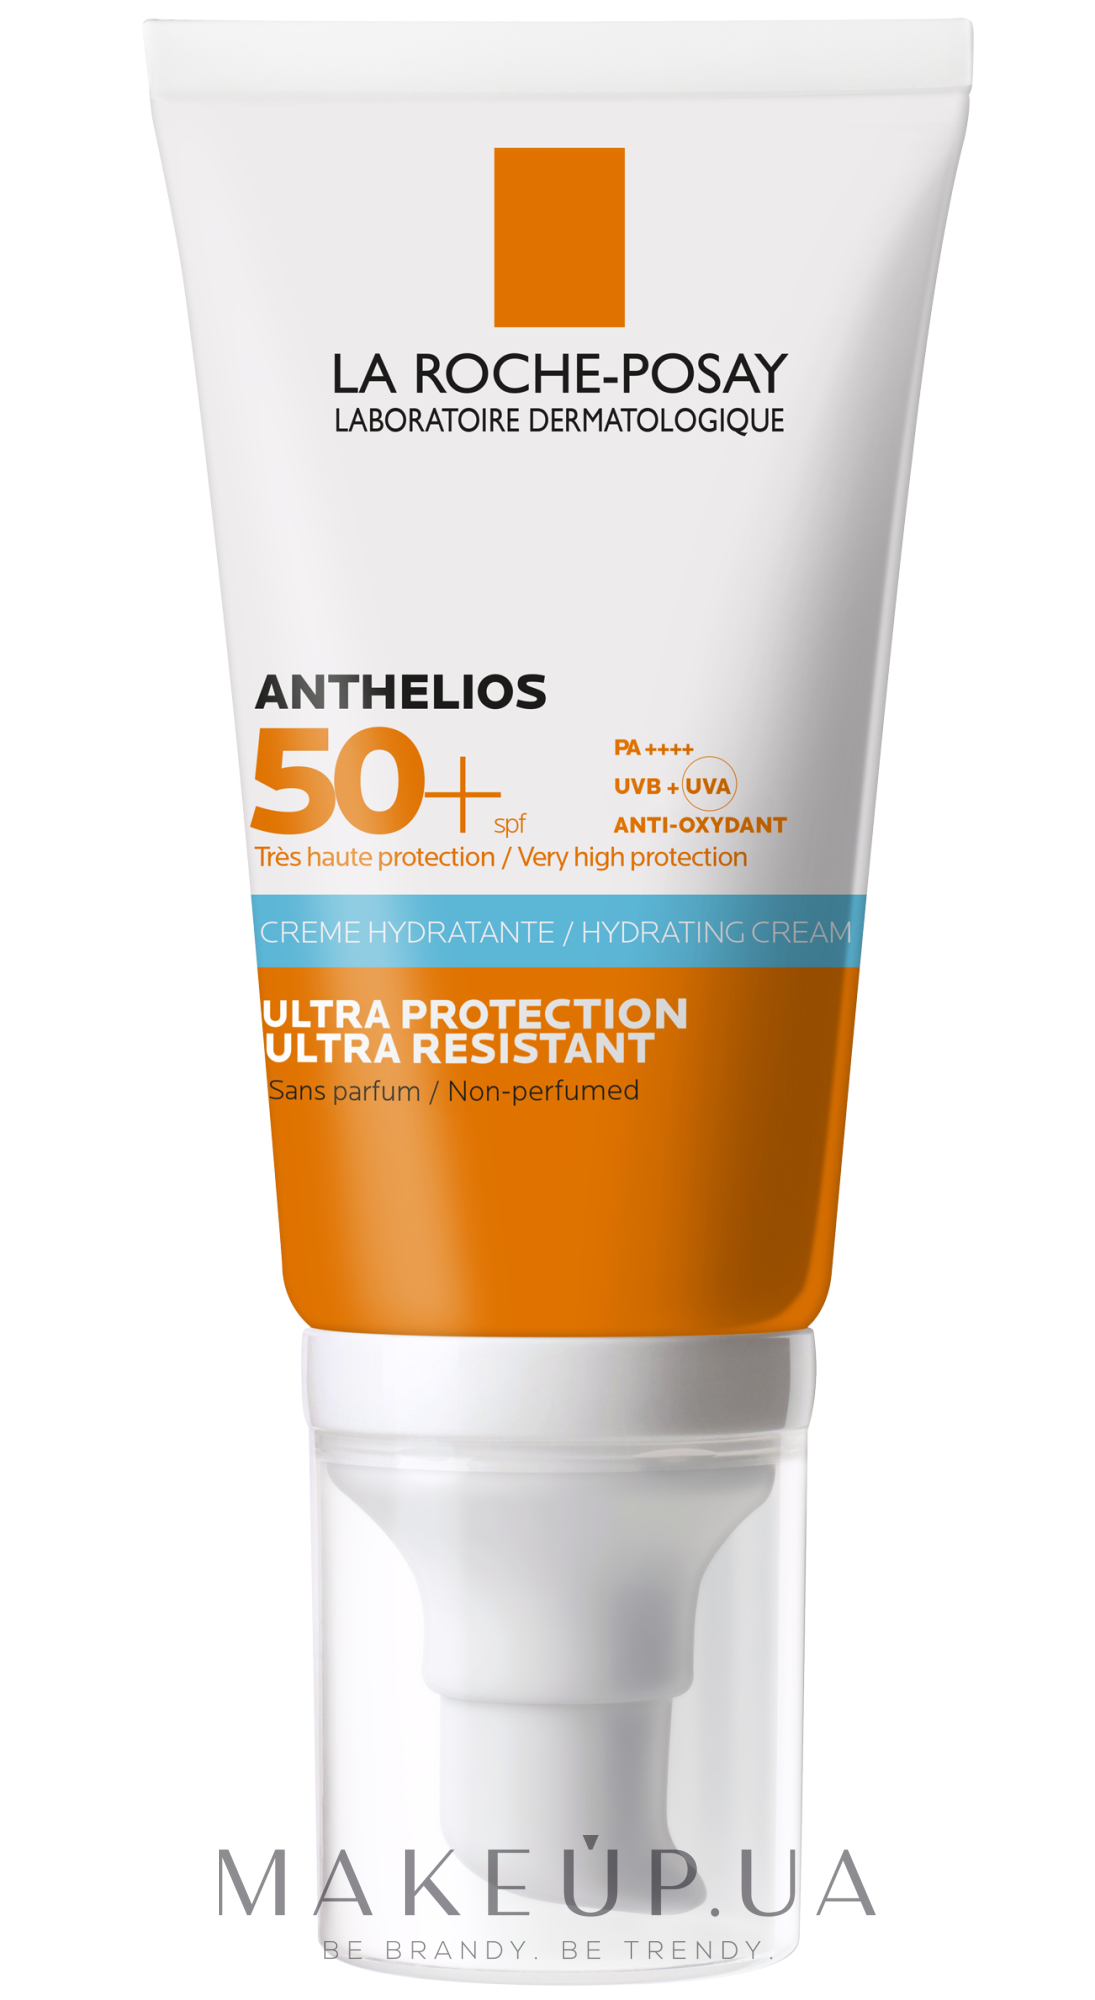 LA ROCHE-POSAY
LABORATOIRE DERMATOLOGIQUE
ANTHELIOS
50+ spf
PA ++++
UVB + UVA
ANTI-OXYDANT
Très haute protection / Very high protection
CREME HYDRATANTE / HYDRATING CREAM
ULTRA PROTECTION
ULTRA RESISTANT
Sans parfum / Non-perfumed
MAKEUP.UA
BE BRANDY. BE TRENDY.